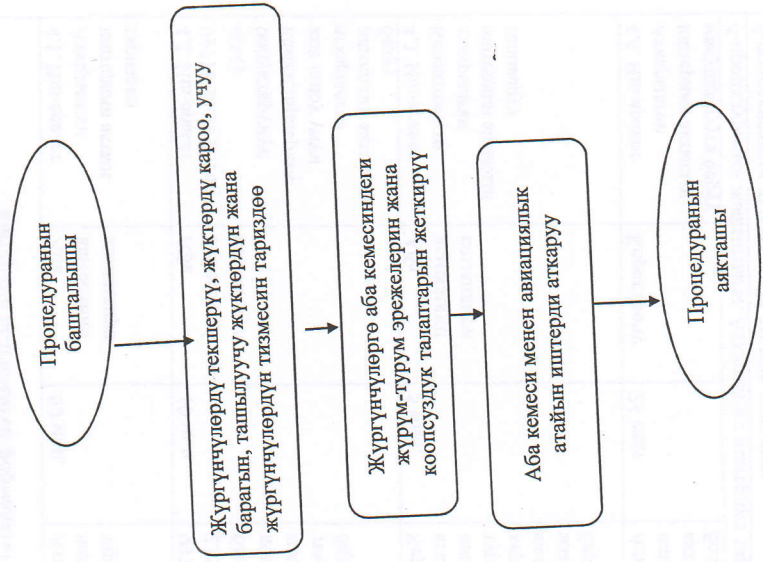 Процедуранын
башталышы
Жүргүнчүлөрдү текшерүү, жүктөрдү кароо, учуу
барагын, ташылуучу жүктөрдүн жана
жүргүнчүлөрдүн тизмесин тариздөө
Жүргүнчүлөргө аба кемесиндеги
жүрүм-турум эрежелерин жана
коопсуздук талаптарын жеткирүү
Аба кемеси менен авиациялык
атайын иштерди аткаруу
Процедуранын
аякташы